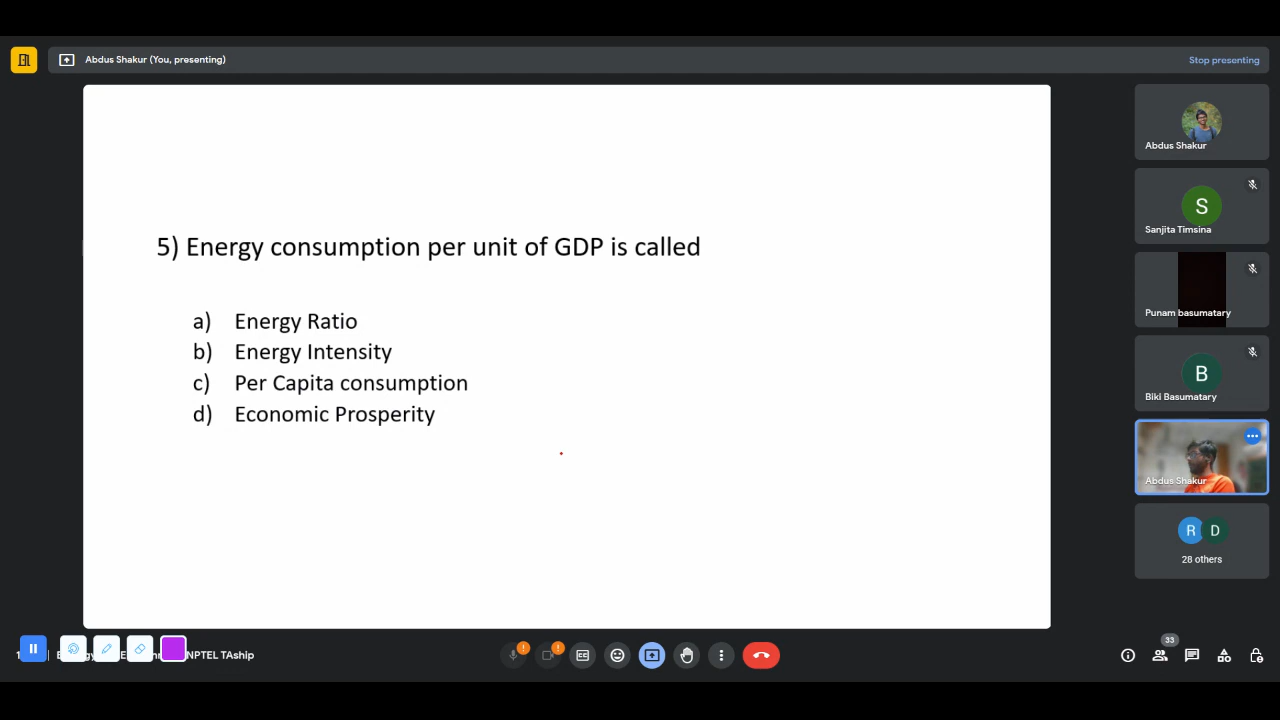 Abdus Shakur (You, presenting)
Stop presenting
5) Energy consumption per unit of GDP is called
a) Energy Ratio
b) Energy Intensity
c) Per Capita consumption
d) Economic Prosperity
Abdus Shakur
S
Sanjita Timsina
Punam basumatary
B
Biki Basumatary
Abdus Shakur
R D
28 others
NPTEL TAship
33